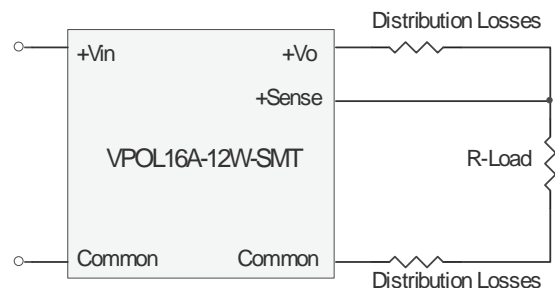 Distribution Losses
+Vin
+Vo
+Sense
VPOL16A-12W-SMT
R-Load
Common
Common
Distribution Losses